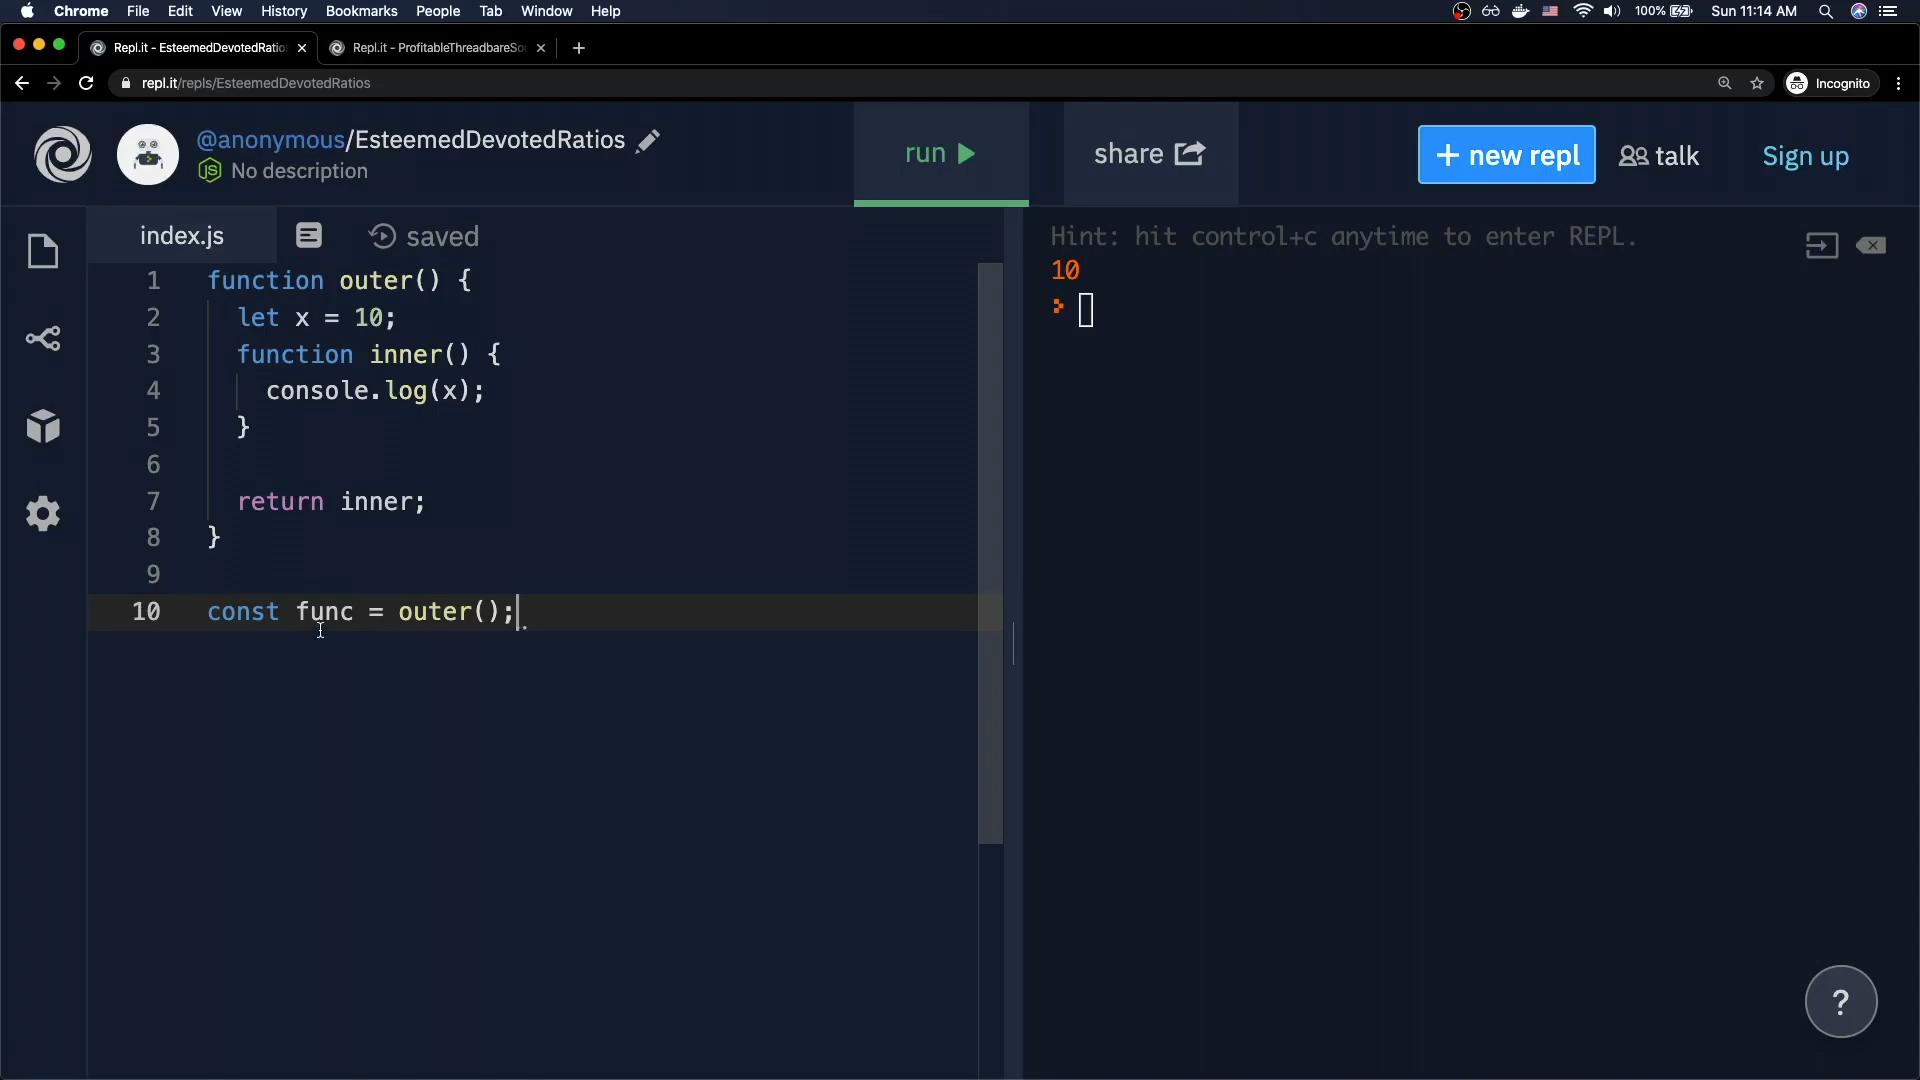 Chrome File Edit View History Bookmarks People Tab Window Help 100% Sun 11:14 AM
Repl.it - EsteemedDevotedRatio Repl.it - ProfitableThreadbareSo
repl.it/repls/EsteemedDevotedRatios Incognito
@anonymous/EsteemedDevotedRatios
No description
run
share
+ new repl
talk
Sign up
index.js
saved
1 function outer() {
2 let x = 10;
3 function inner() {
4 console.log(x);
5 }
6
7 return inner;
8 }
9
10 const func = outer();
Hint: hit control+c anytime to enter REPL.
10
?